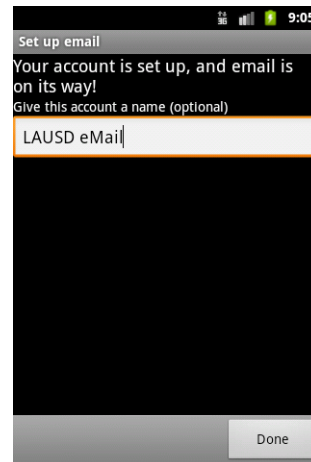 3G 9:05
Set up email
Your account is set up, and email is
on its way!
Give this account a name (optional)
LAUSD eMail
Done